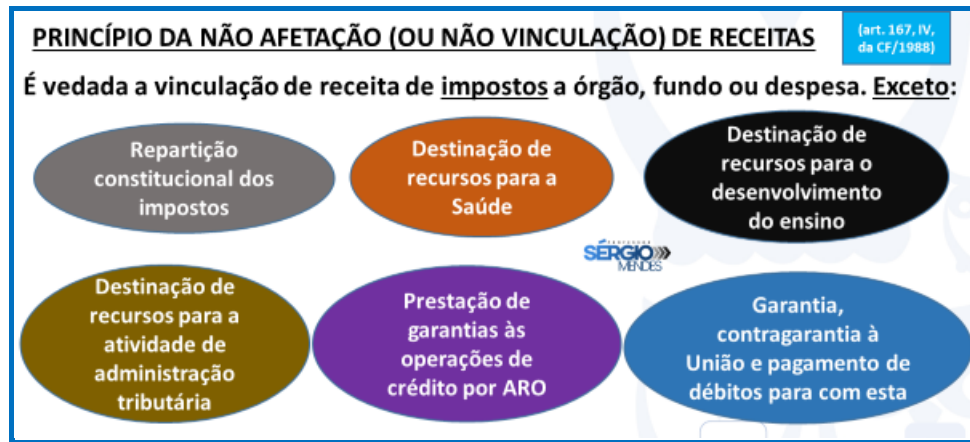 PRINCÍPIO DA NÃO AFETAÇÃO (OU NÃO VINCULAÇÃO) DE RECEITAS
(art. 167, IV,
da CF/1988)
É vedada a vinculação de receita de impostos a órgão, fundo ou despesa. Exceto:
Repartição
constitucional dos
impostos
Destinação de
recursos para a
Saúde
Destinação de
recursos para o
desenvolvimento
do ensino
PROFESSOR
SÉRGIO
MENDES
Destinação de
recursos para a
atividade de
administração
tributária
Prestação de
garantias às
operações de
crédito por ARO
Garantia,
contragarantia à
União e pagamento de
débitos para com esta